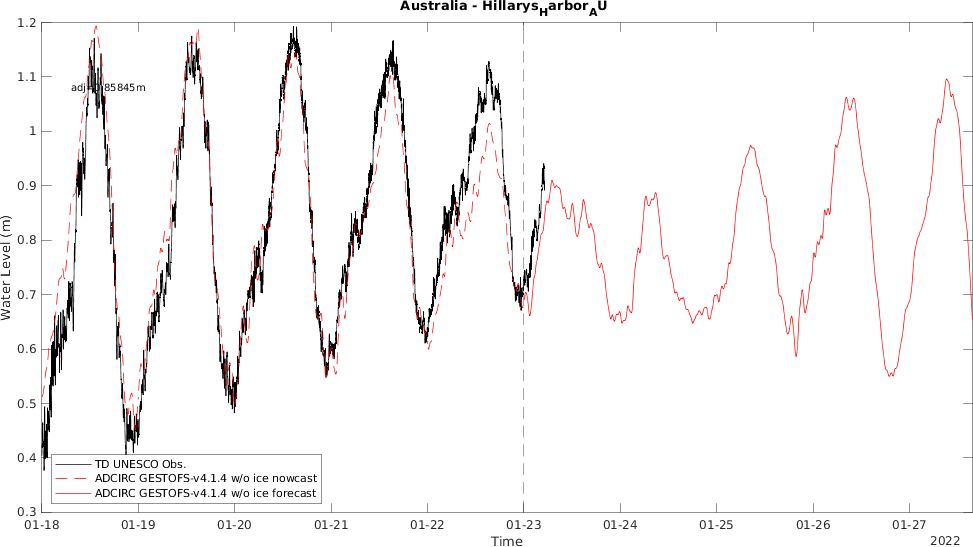 Australia - HillarysHarborAU
1.2
1.1
1
0.9
0.8
0.7
0.6
0.5
0.4
0.3
Water Level (m)
TD UNESCO Obs.
ADCIRC GESTOFS-v4.1.4 w/o ice nowcast
ADCIRC GESTOFS-v4.1.4 w/o ice forecast
01-18 01-19 01-20 01-21 01-22 01-23 01-24 01-25 01-26 01-27
Time
2022